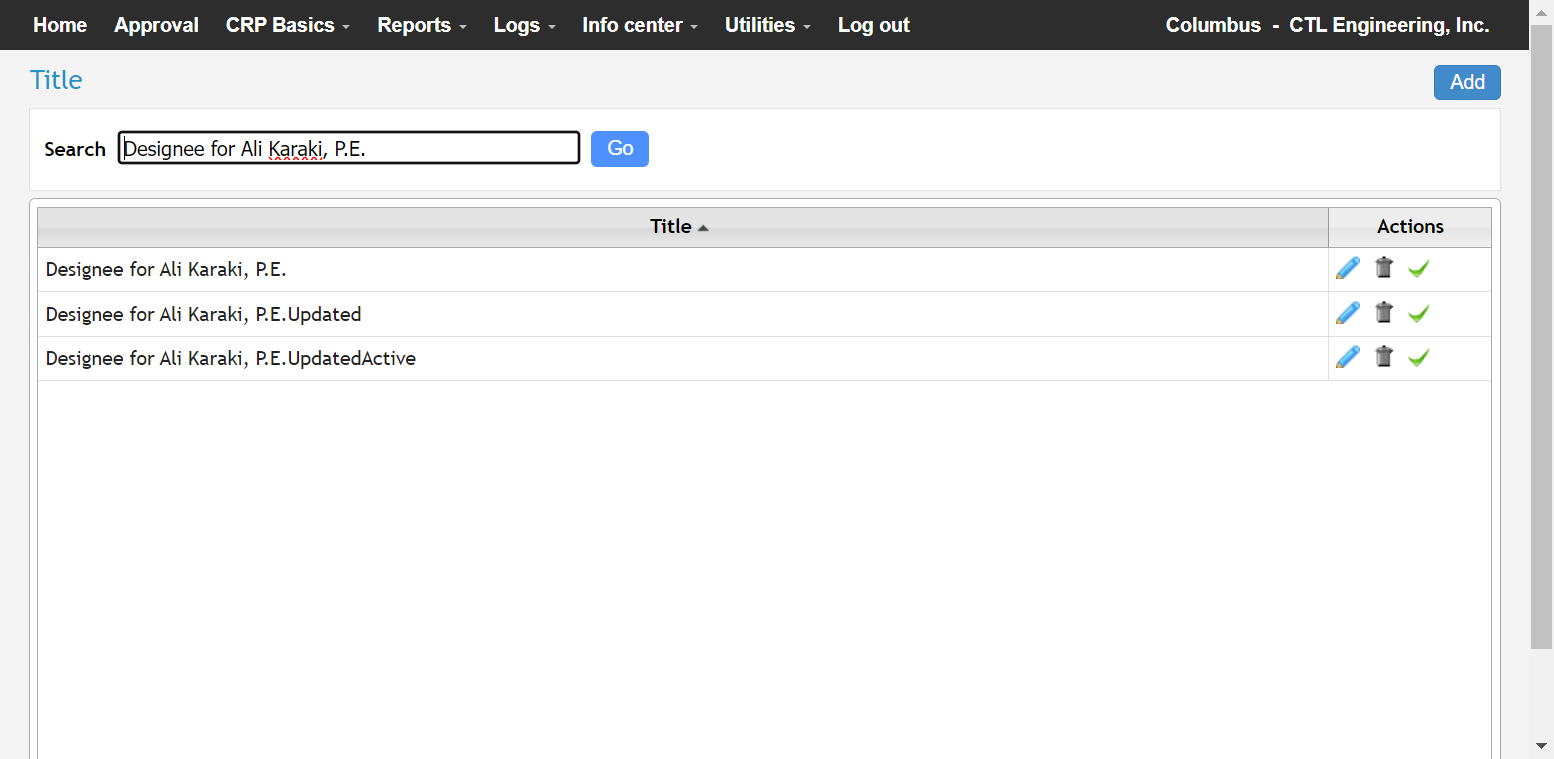 Home Approval CRP Basics Reports Logs Info center Utilities Log out Columbus - CTL Engineering, Inc.
Title Add
Search Designee for Ali Karaki, P.E. Go
Title Actions
Designee for Ali Karaki, P.E.
Designee for Ali Karaki, P.E.Updated
Designee for Ali Karaki, P.E.UpdatedActive